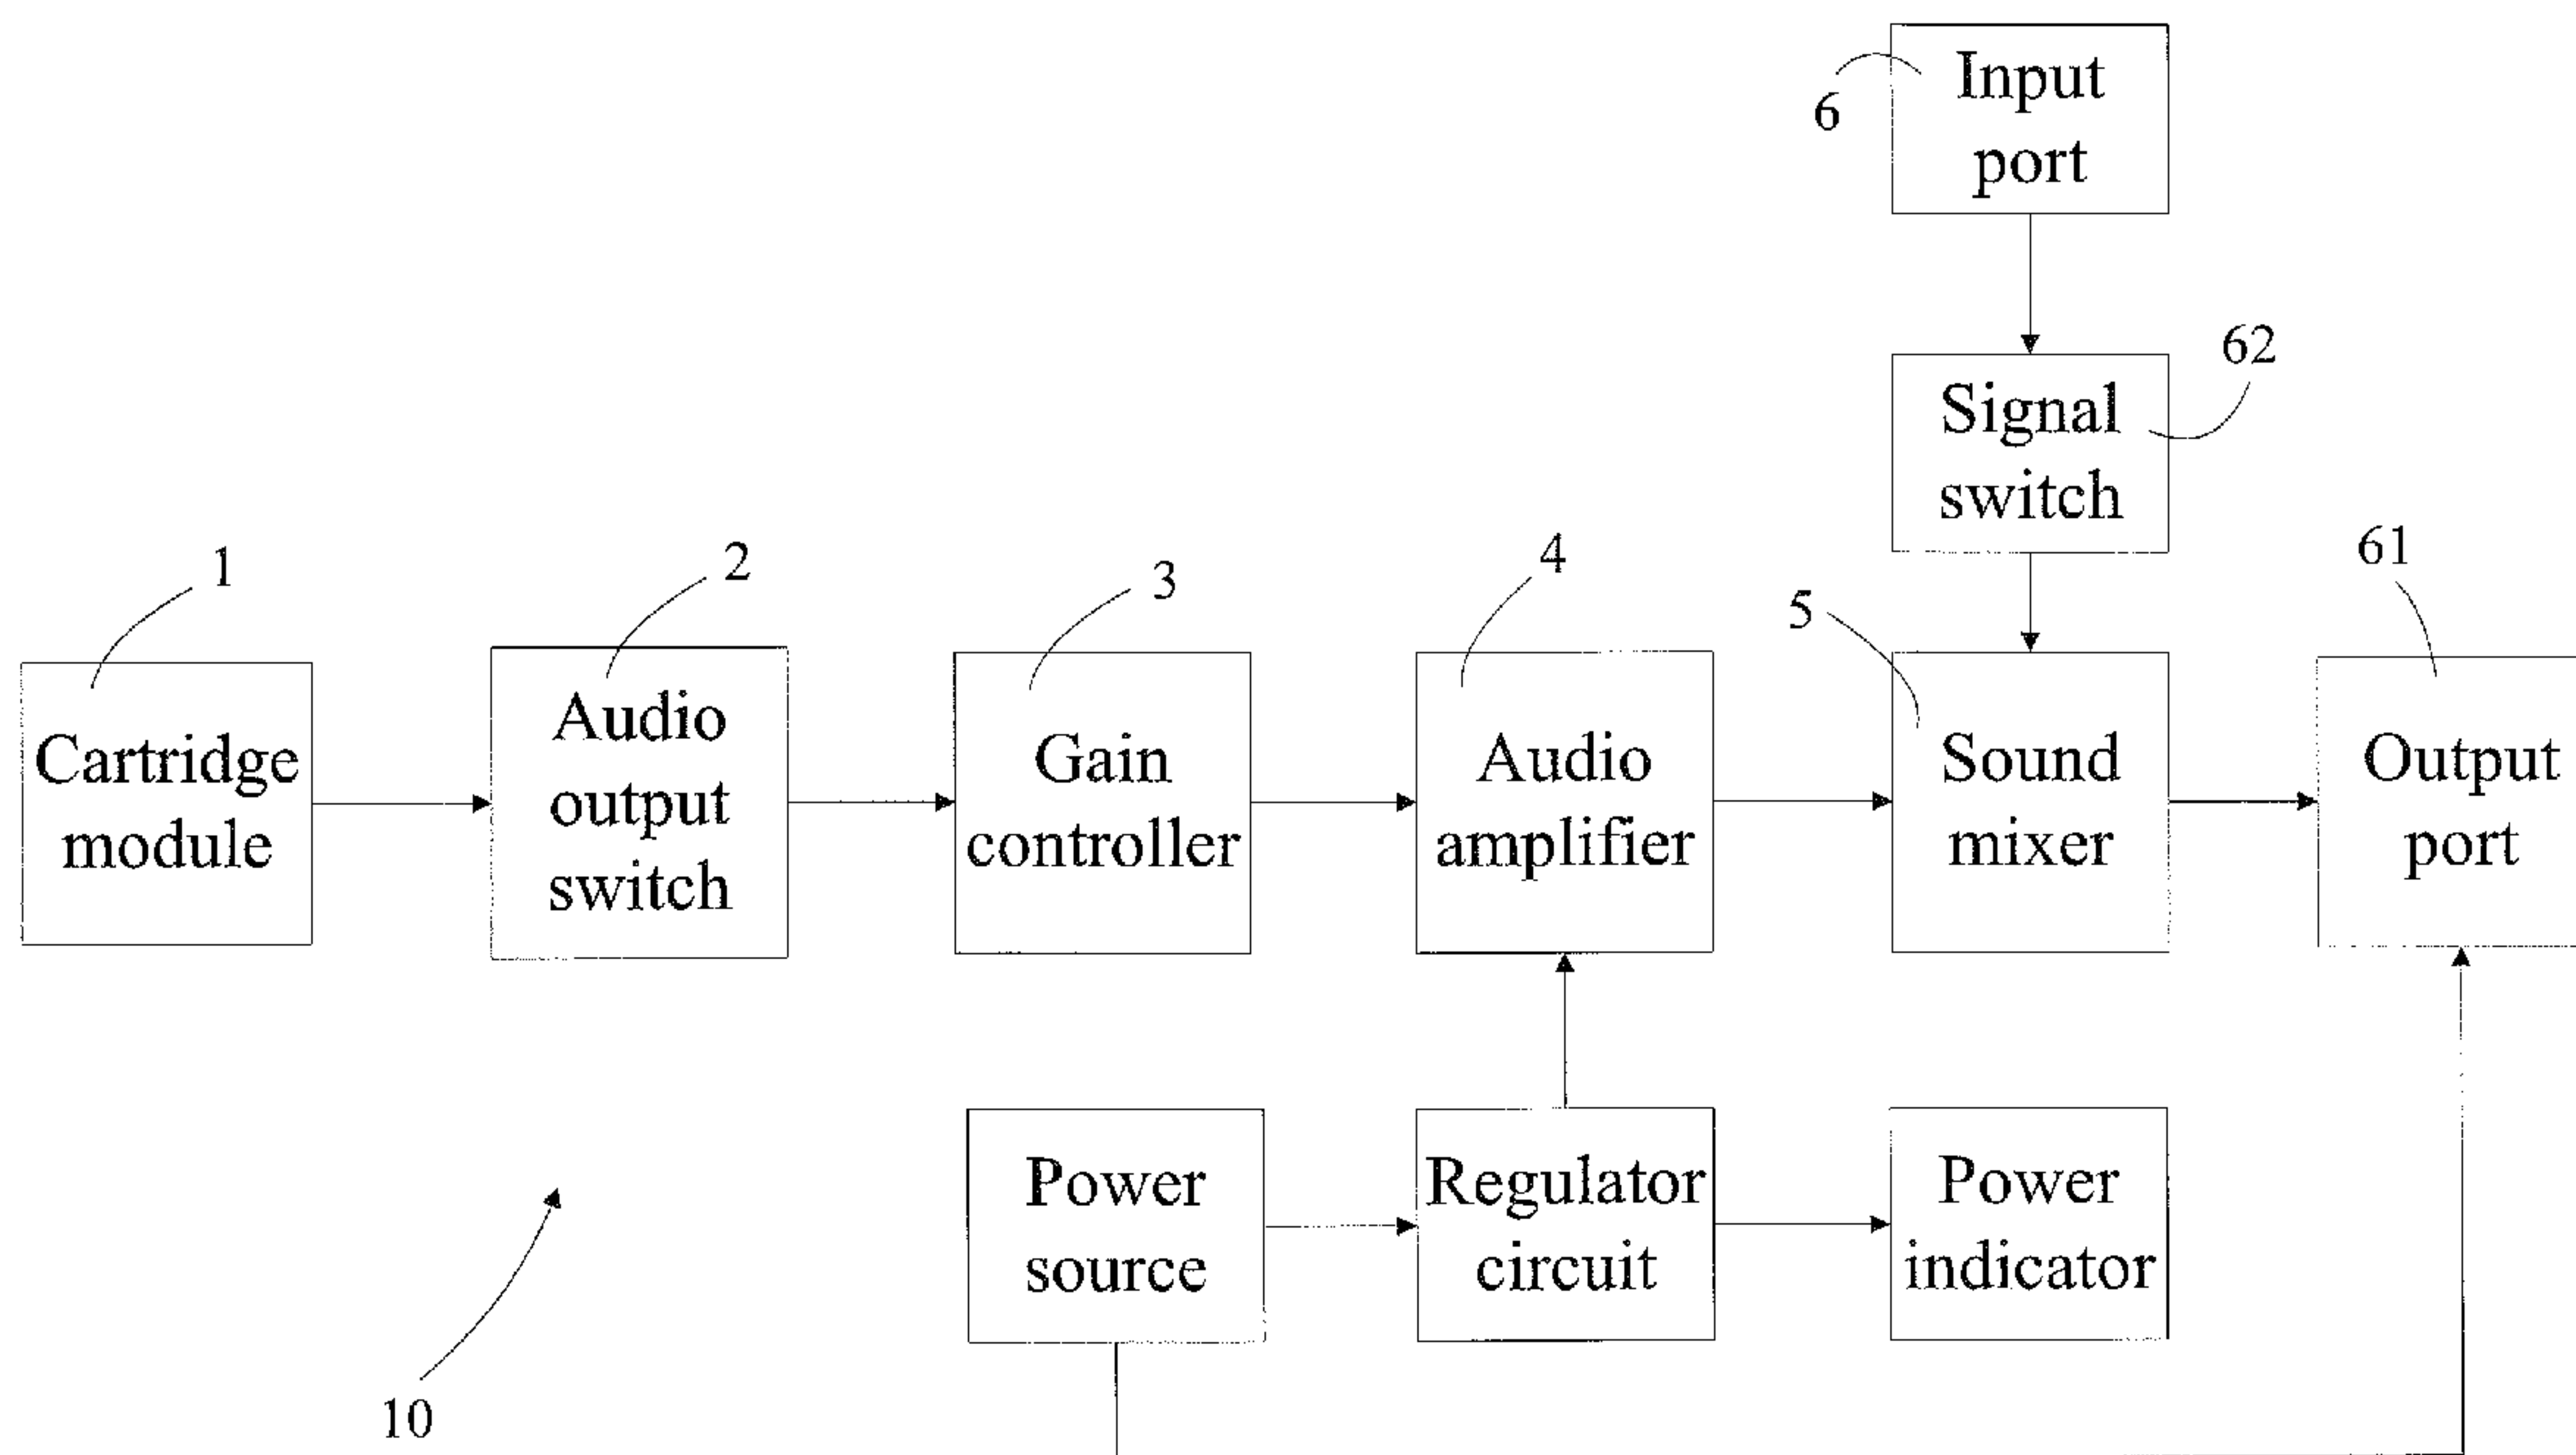 Input
port
6
Signal
switch
62
1
2
3
4
5
61
Cartridge
module
Audio
output
switch
Gain
controller
Audio
amplifier
Sound
mixer
Output
port
Power
source
Regulator
circuit
Power
indicator
10